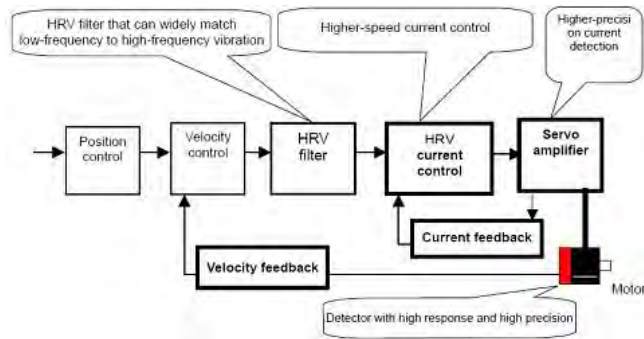 HRV filter that can widely match
low-frequency to high-frequency vibration
Higher-speed current control
Higher-precisi
on current
detection
Position
control
Velocity
control
HRV
filter
HRV
current
control
Servo
amplifier
Current feedback
Velocity feedback
Motor
Detector with high response and high precision